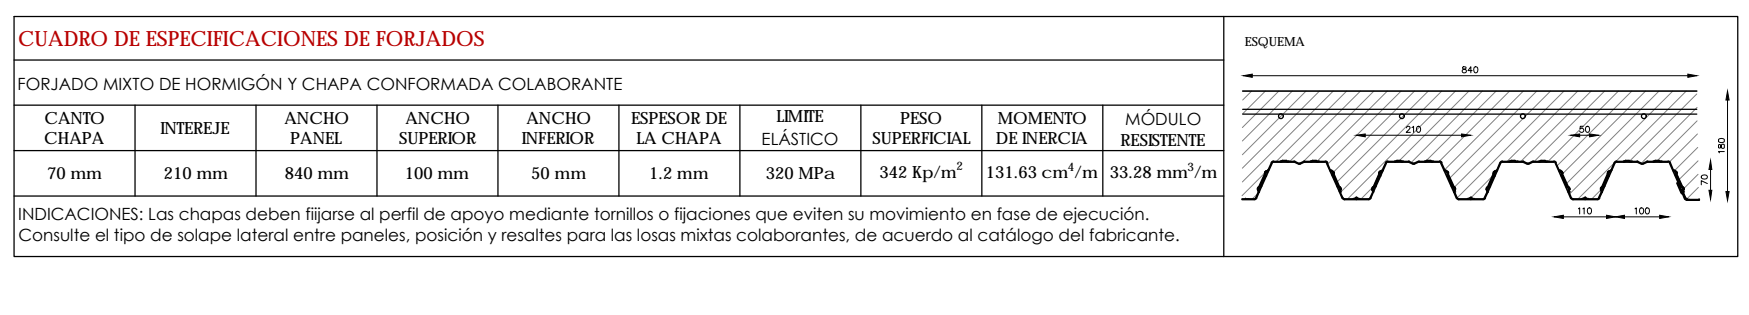 CUADRO DE ESPECIFICACIONES DE FORJADOS
FORJADO MIXTO DE HORMIGÓN Y CHAPA CONFORMADA COLABORANTE
CANTO CHAPA
INTEREJE
ANCHO PANEL
ANCHO SUPERIOR
ANCHO INFERIOR
ESPESOR DE LA CHAPA
LIMITE ELÁSTICO
PESO SUPERFICIAL
MOMENTO DE INERCIA
MÓDULO RESISTENTE
70 mm
210 mm
840 mm
100 mm
50 mm
1.2 mm
320 MPa
342 Kp/m²
131.63 cm⁴/m
33.28 mm³/m
INDICACIONES: Las chapas deben fiijarse al perfil de apoyo mediante tornillos o fijaciones que eviten su movimiento en fase de ejecución.
Consulte el tipo de solape lateral entre paneles, posición y resaltes para las losas mixtas colaborantes, de acuerdo al catálogo del fabricante.
ESQUEMA
840
210
50
180
70
110
100